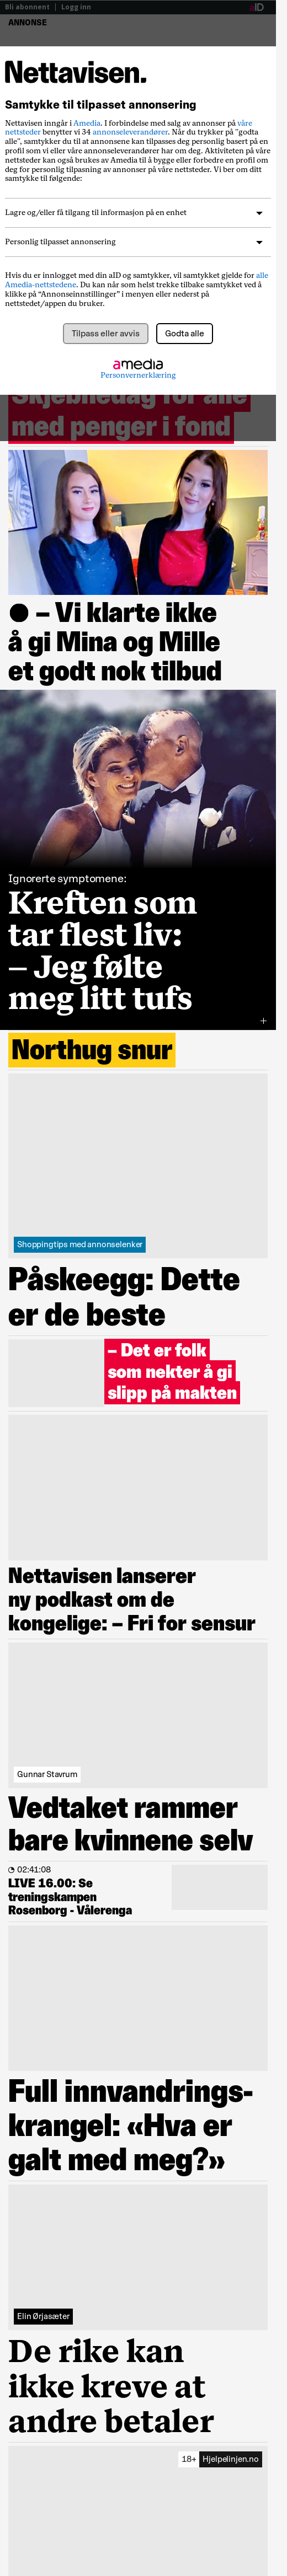 Bli abonnent | Logg inn
aID
ANNONSE
Nettavisen.
Samtykke til tilpasset annonsering
Nettavisen inngår i Amedia. I forbindelse med salg av annonser på våre
nettsteder benytter vi 34 annonseleverandører. Når du trykker på "godta
alle", samtykker du til at annonsene kan tilpasses deg personlig basert på en
profil som vi eller våre annonseleverandører har om deg. Aktiviteten på våre
nettsteder kan også brukes av Amedia til å bygge eller forbedre en profil om
deg for personlig tilpasning av annonser på våre nettsteder. Vi ber om ditt
samtykke til følgende:
Lagre og/eller få tilgang til informasjon på en enhet
Personlig tilpasset annonsering
Hvis du er innlogget med din aID og samtykker, vil samtykket gjelde for alle
Amedia-nettstedene. Du kan når som helst trekke tilbake samtykket ved å
klikke på “Annonseinnstillinger” i menyen eller nederst på
nettstedet/appen du bruker.
Tilpass eller avvis
Godta alle
amedia
Personvernerklæring
Skjebnedag for alle
med penger i fond
– Vi klarte ikke
å gi Mina og Mille
et godt nok tilbud
Ignorerte symptomene:
Kreften som
tar flest liv:
– Jeg følte
meg litt tufs
Northug snur
Shoppingtips med annonselenker
Påskeegg: Dette
er de beste
– Det er folk
som nekter å gi
slipp på makten
Nettavisen lanserer
ny podkast om de
kongelige: – Fri for sensur
Gunnar Stavrum
Vedtaket rammer
bare kvinnene selv
02:41:08
LIVE 16.00: Se
treningskampen
Rosenborg - Vålerenga
Full innvandrings-
krangel: «Hva er
galt med meg?»
Elin Ørjasæter
De rike kan
ikke kreve at
andre betaler
18+ Hjelpelinjen.no